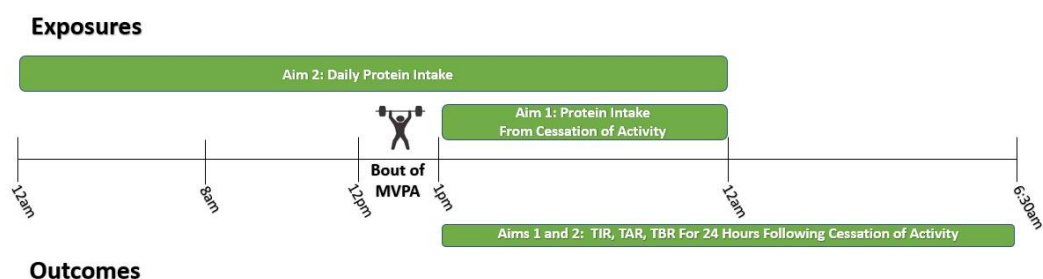 Exposures
Aim 2: Daily Protein Intake
Aim 1: Protein Intake
From Cessation of Activity
Bout of
MVPA
12am
8am
12pm
1pm
12am
6:30am
Aims 1 and 2: TIR, TAR, TBR For 24 Hours Following Cessation of Activity
Outcomes